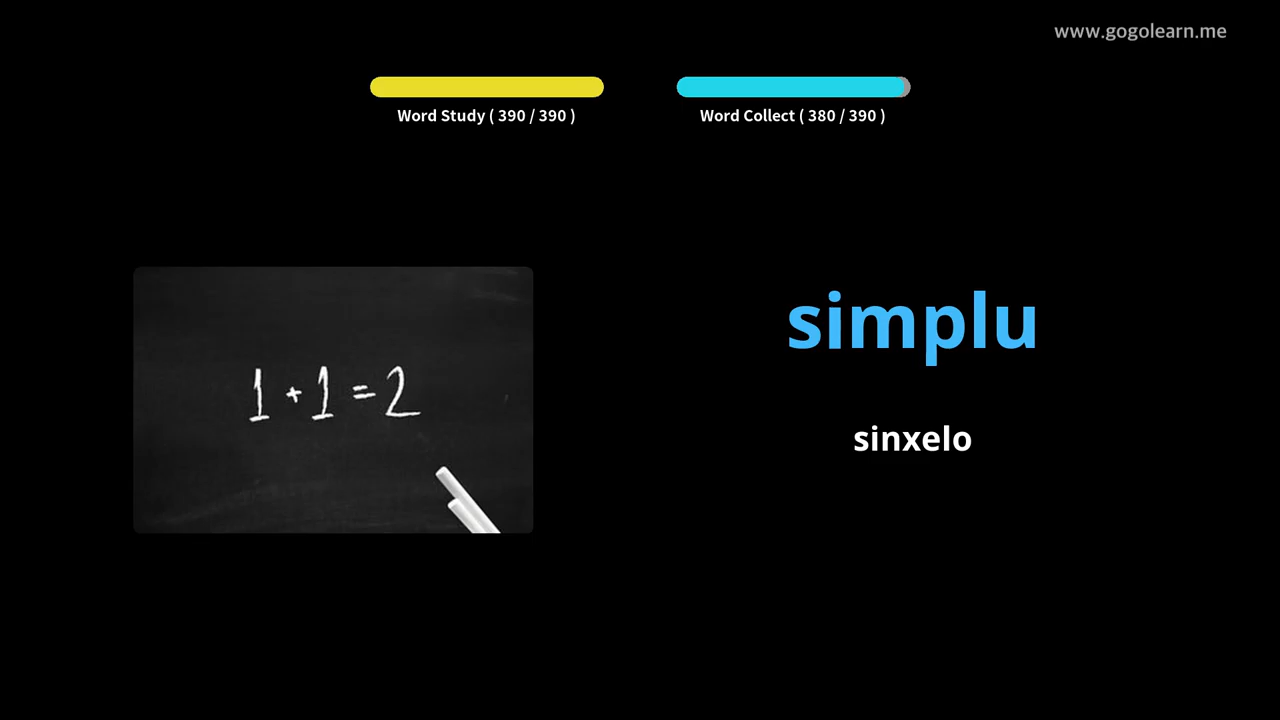 www.gogolearn.me
Word Study ( 390 / 390 )
Word Collect ( 380 / 390 )
1 + 1 = 2
simplu
sinxelo